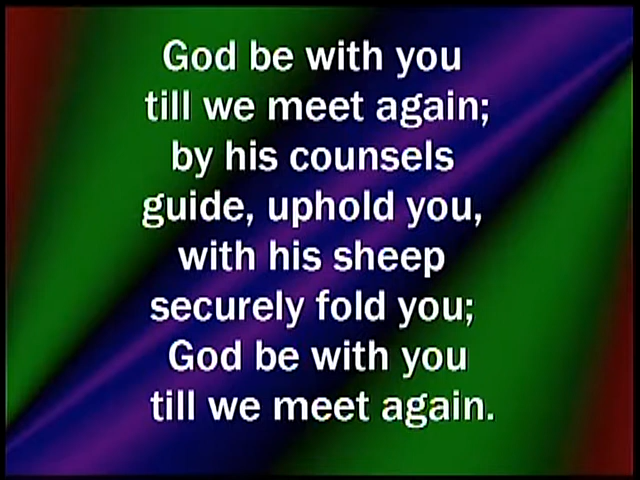 God be with you
till we meet again;
by his counsels
guide, uphold you,
with his sheep
securely fold you;
God be with you
till we meet again.